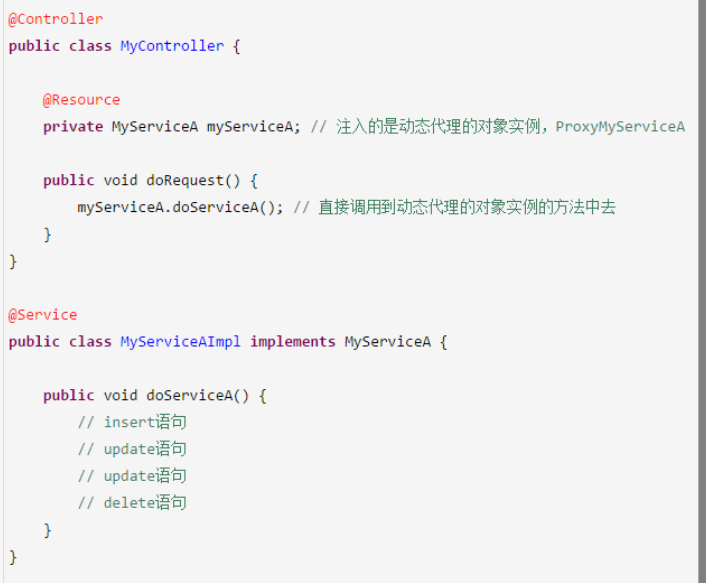 @Controller
public class MyController {
@Resource
private MyServiceA myServiceA; // 注入的是动态代理的对象实例，ProxyMyServiceA
public void doRequest() {
myServiceA.doServiceA(); // 直接调用到动态代理的对象实例的方法中去
}
}
@Service
public class MyServiceAImpl implements MyServiceA {
public void doServiceA() {
// insert语句
// update语句
// update语句
// delete语句
}
}